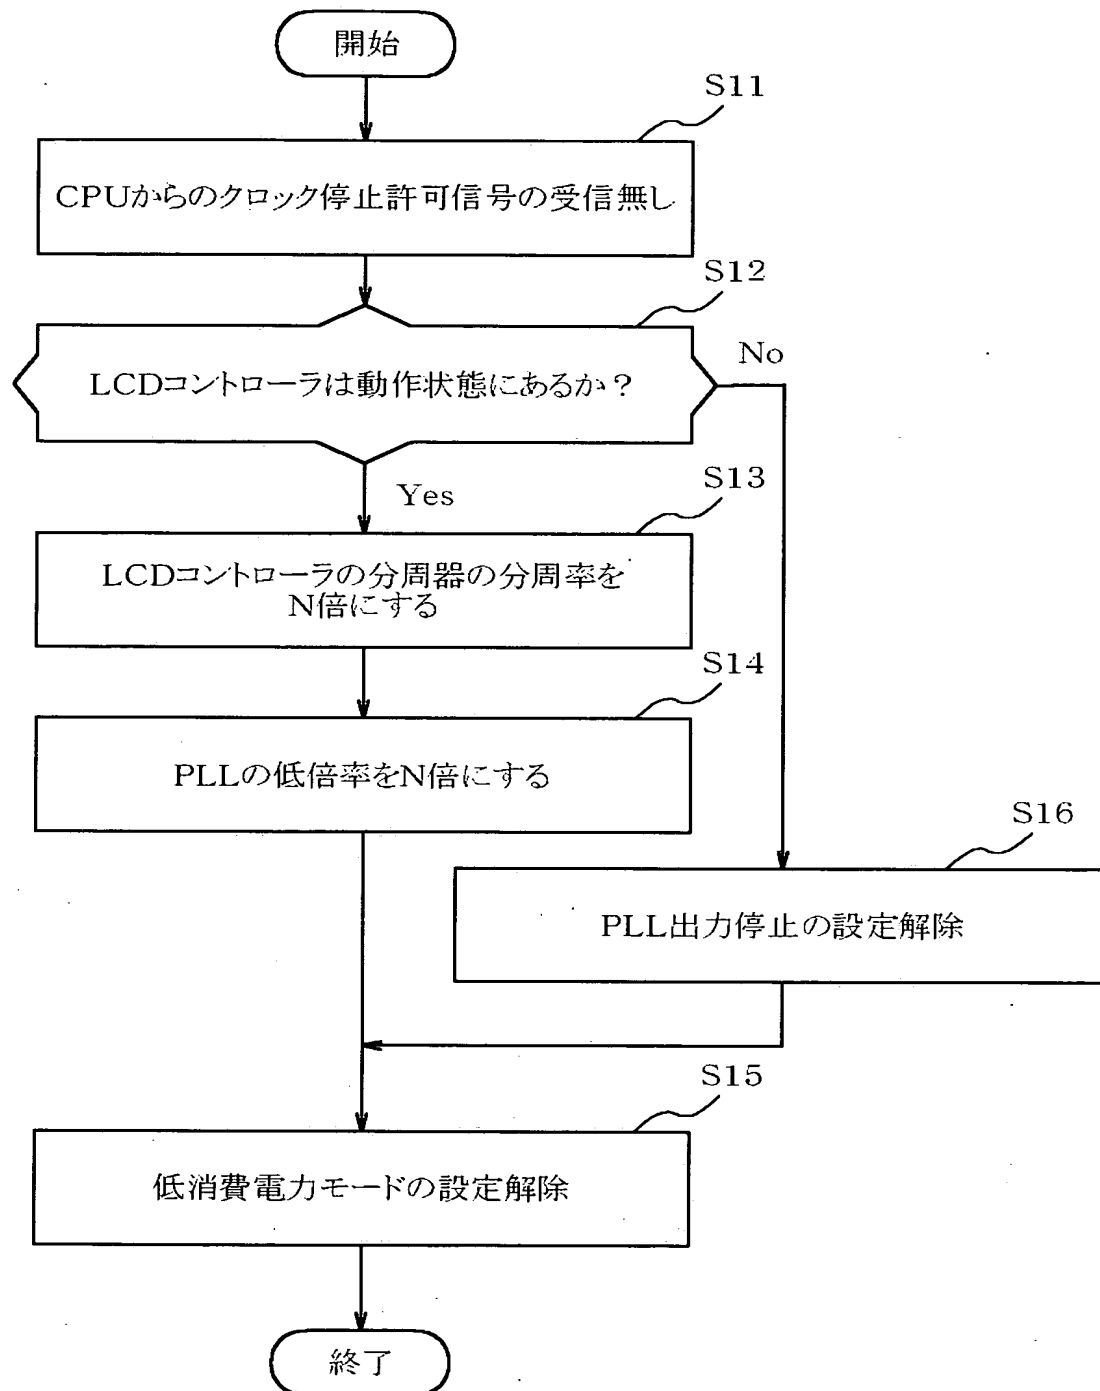 開始
S11
CPUからのクロック停止許可信号の受信無し
S12
LCDコントローラは動作状態にあるか？
No
Yes
S13
LCDコントローラの分周器の分周率を
N倍にする
S14
PLLの低倍率をN倍にする
S16
PLL出力停止の設定解除
S15
低消費電力モードの設定解除
終了